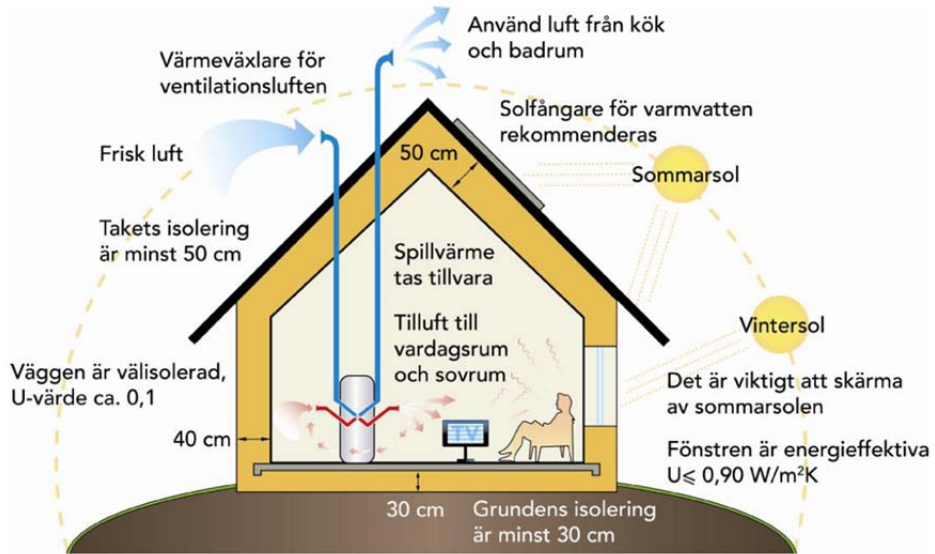 Använd luft från kök
och badrum
Värmeväxlare för
ventilationsluften
Solfångare för varmvatten
rekommenderas
Frisk luft
50 cm
Sommarsol
Takets isolering
är minst 50 cm
Spillvärme
tas tillvara
Tilluft till
vardagsrum
och sovrum
Vintersol
Väggen är välisolerad,
U-värde ca. 0,1
Det är viktigt att skärma
av sommarsolen
40 cm
TV
Fönstren är energieffektiva
U≤ 0,90 W/m²K
30 cm
Grundens isolering
är minst 30 cm